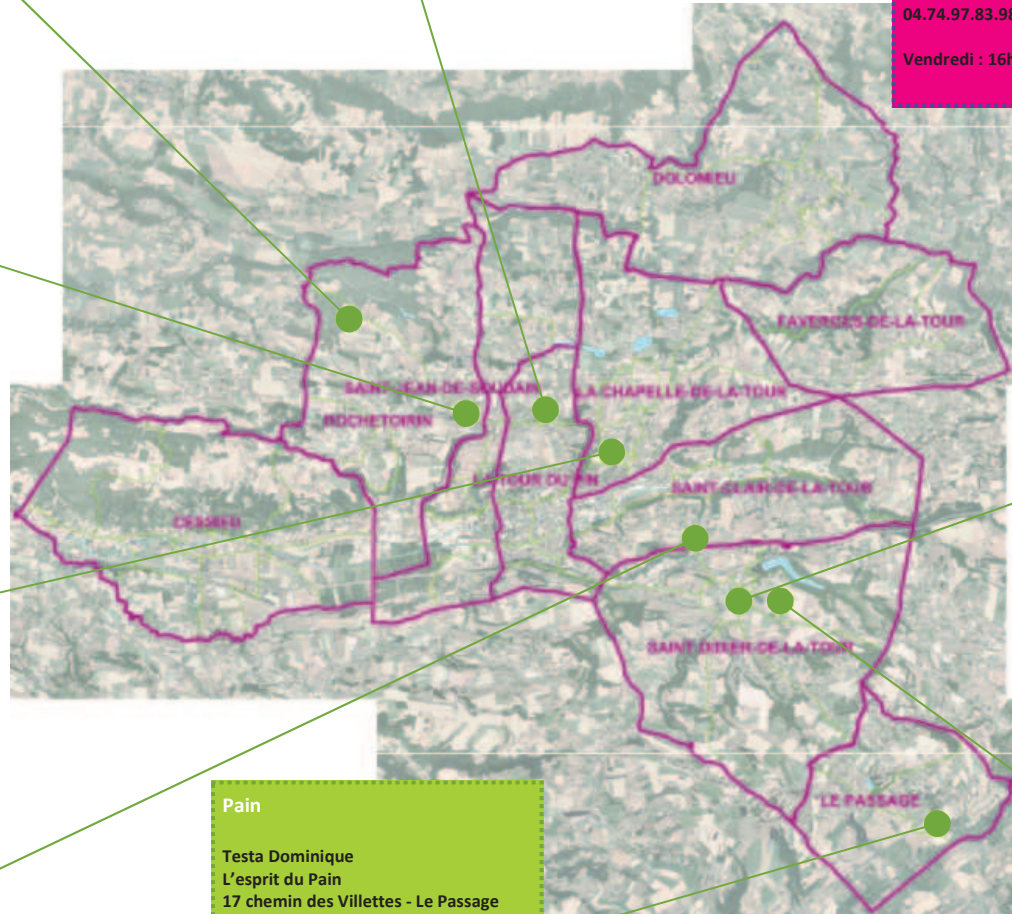 04.74.97.83.98
Vendredi : 16h
DOLOMIEU
FAVERGES-DE-LA-TOUR
SAINT-JEAN-DE-SOUDAIN
LA CHAPELLE-DE-LA-TOUR
ROCHETOIRIN
LA TOUR DU PIN
SAINT-CLAIR-DE-LA-TOUR
CESSIEU
SAINT-DIDIER-DE-LA-TOUR
LE PASSAGE
Pain
Testa Dominique
L'esprit du Pain
17 chemin des Villettes - Le Passage